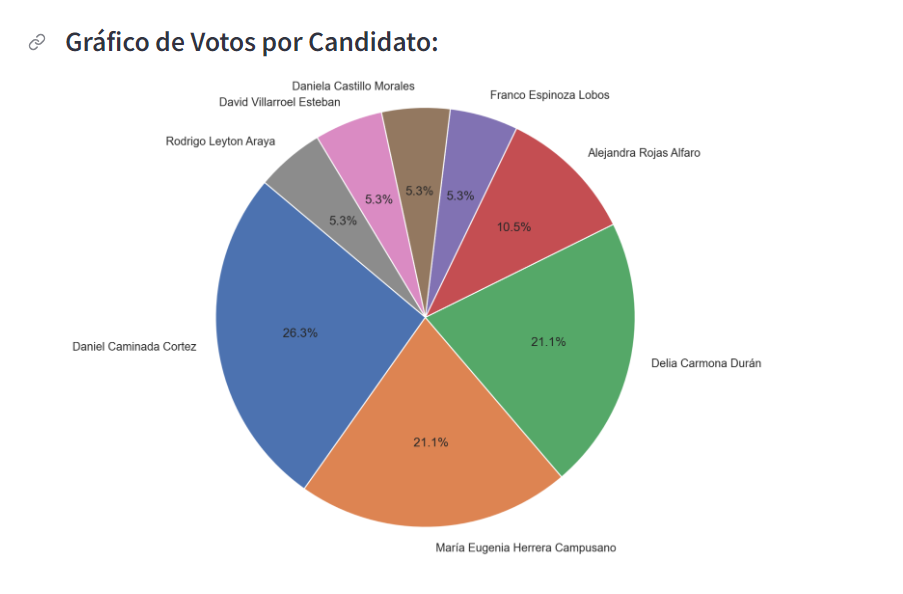 Gráfico de Votos por Candidato:
Daniela Castillo Morales
Franco Espinoza Lobos
David Villarroel Esteban
Rodrigo Leyton Araya
Alejandra Rojas Alfaro
5.3%
5.3%
5.3%
5.3%
10.5%
26.3%
21.1%
Daniel Caminada Cortez
Delia Carmona Durán
21.1%
María Eugenia Herrera Campusano